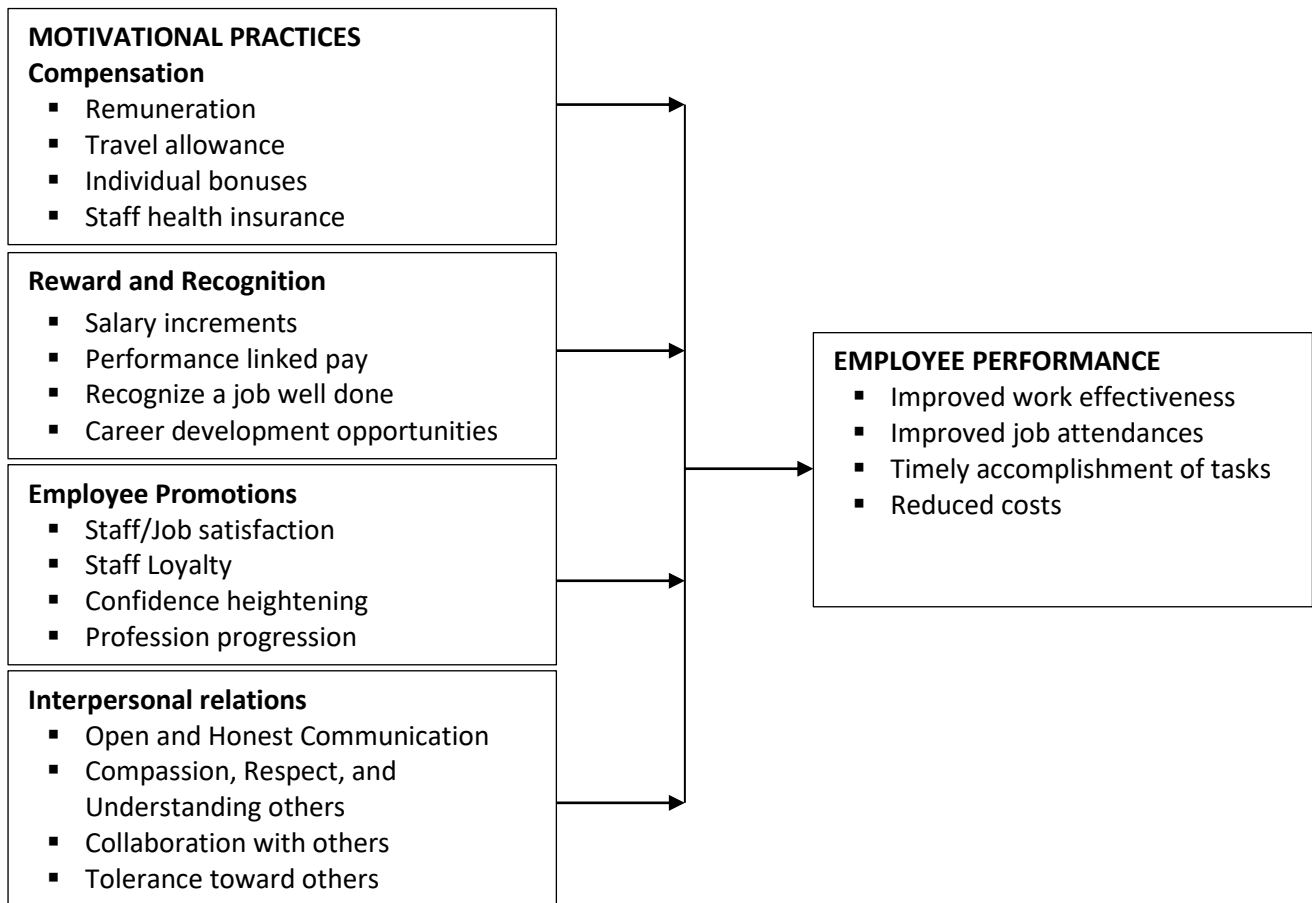 MOTIVATIONAL PRACTICES
Compensation
▪ Remuneration
▪ Travel allowance
▪ Individual bonuses
▪ Staff health insurance
Reward and Recognition
▪ Salary increments
▪ Performance linked pay
▪ Recognize a job well done
▪ Career development opportunities
Employee Promotions
▪ Staff/Job satisfaction
▪ Staff Loyalty
▪ Confidence heightening
▪ Profession progression
Interpersonal relations
▪ Open and Honest Communication
▪ Compassion, Respect, and
Understanding others
▪ Collaboration with others
▪ Tolerance toward others
EMPLOYEE PERFORMANCE
▪ Improved work effectiveness
▪ Improved job attendances
▪ Timely accomplishment of tasks
▪ Reduced costs